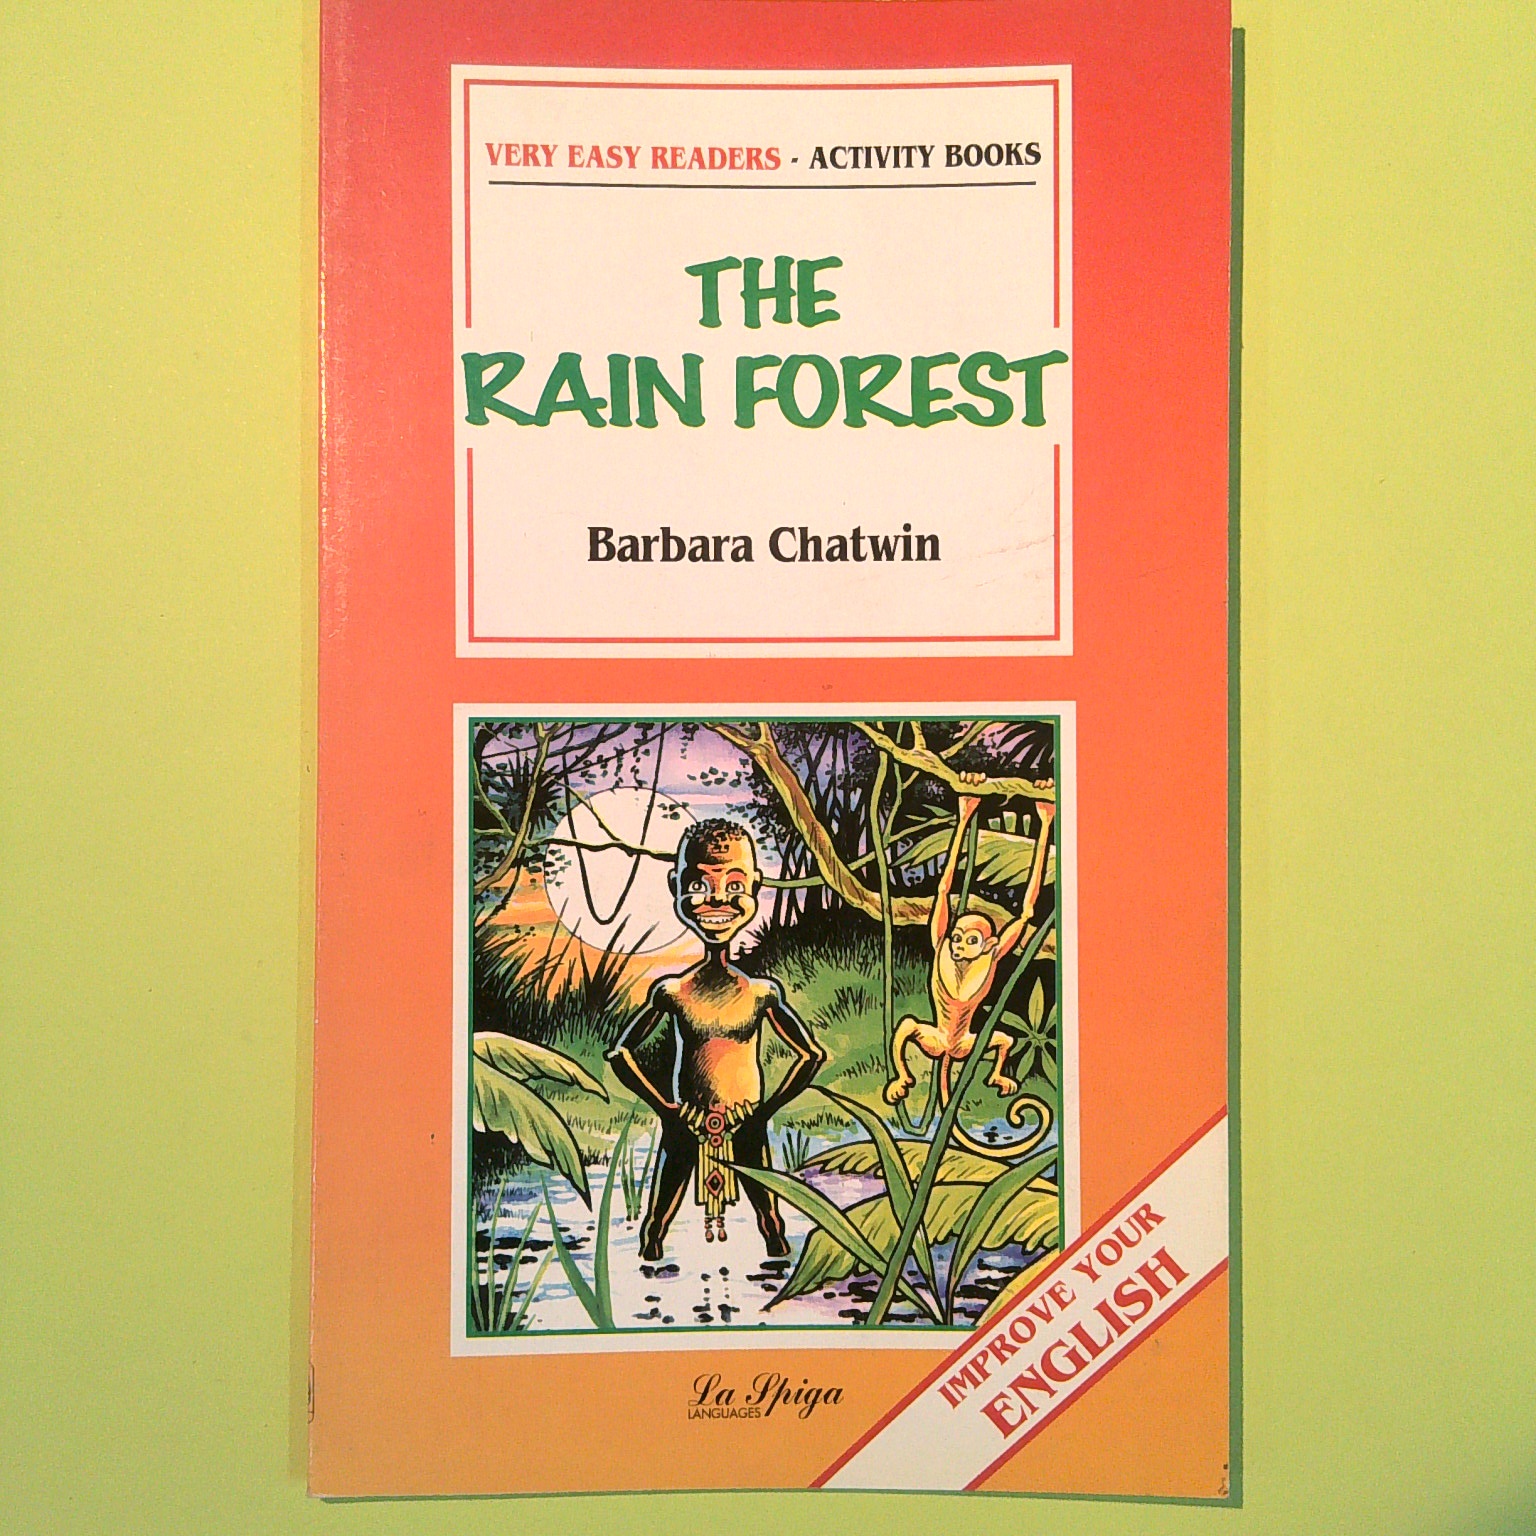 VERY EASY READERS - ACTIVITY BOOKS
THE
RAIN FOREST
Barbara Chatwin
IMPROVE YOUR
ENGLISH
La Spiga
LANGUAGES